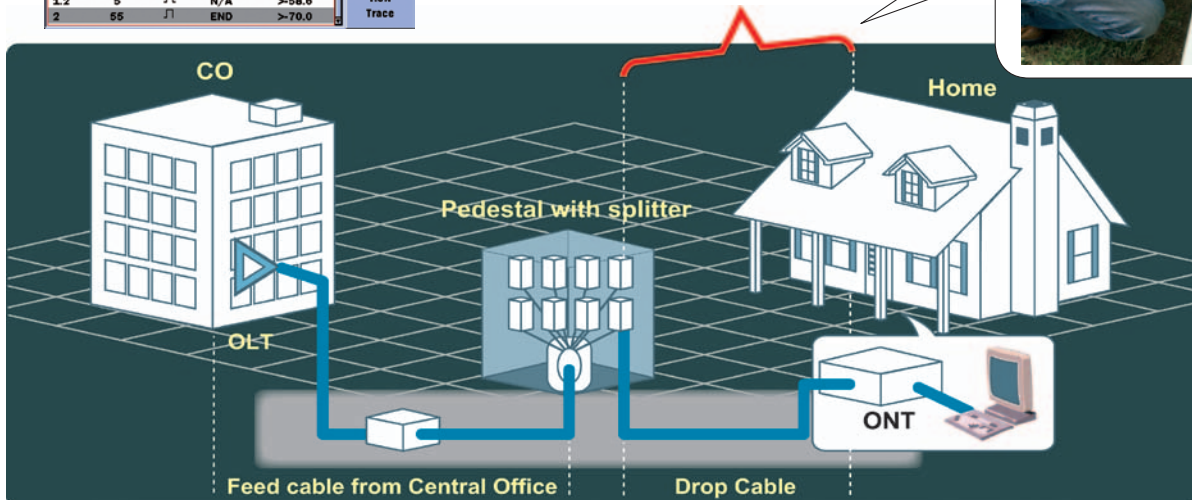 1.2 5 N/A >-58.6
2 55 END >-70.0
Trace
CO
Home
Pedestal with splitter
OLT
ONT
Feed cable from Central Office
Drop Cable